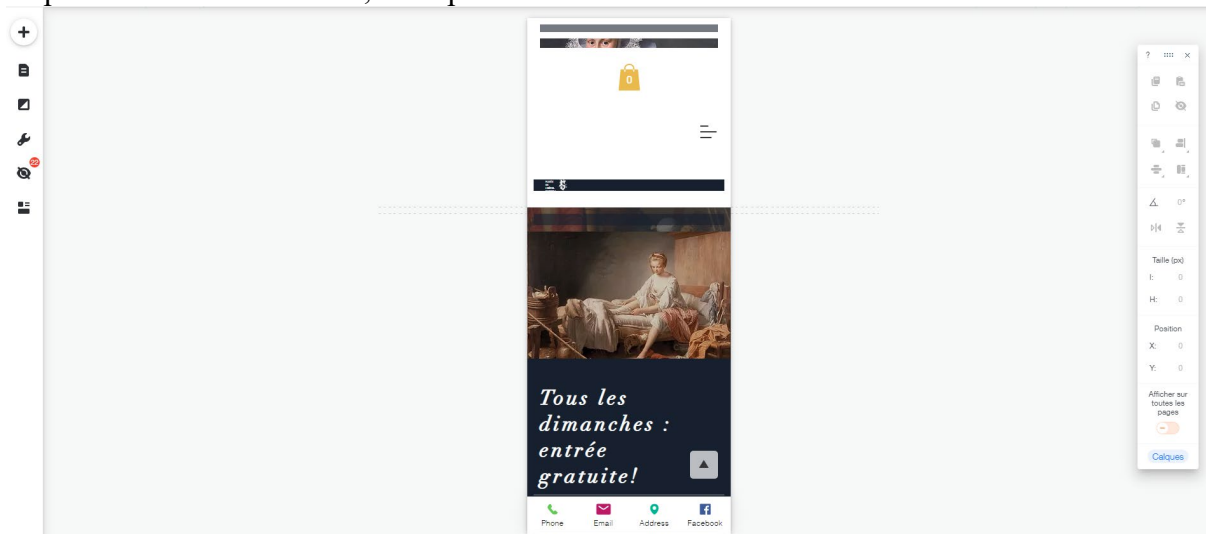 0
22
Tous les
dimanches :
entrée
gratuite!
Phone Email Address Facebook
?
0°
Taille (px)
l: 0
H: 0
Position
X: 0
Y: 0
Afficher sur
toutes les
pages
Calques